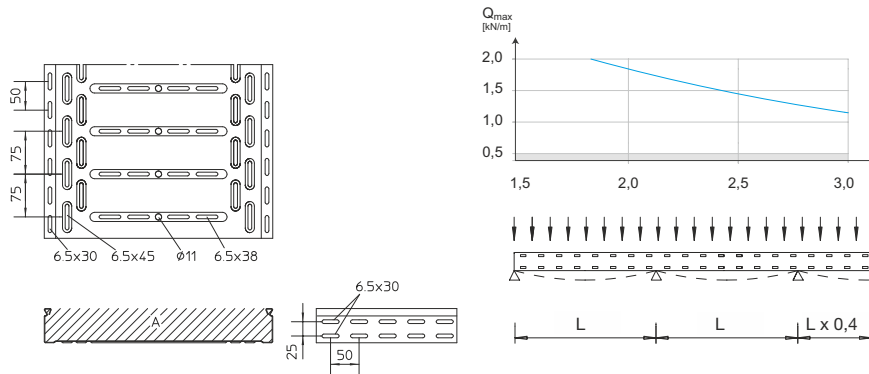 50
75
75
6.5x30
6.5x45
ø11
6.5x38
A
6.5x30
25
50
Qmax
[kN/m]
2,0
1,5
1,0
0,5
1,5
2,0
2,5
3,0
L
L
L x 0,4